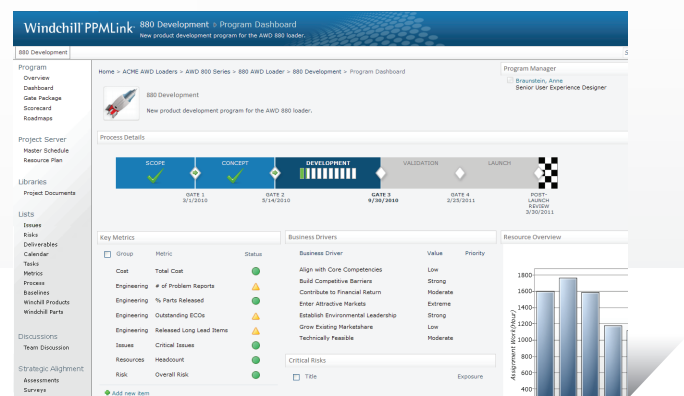 Windchill PPMLink
880 Development > Program Dashboard
New product development program for the AWD 880 loader.
880 Development
S
Program
Overview
Dashboard
Gate Package
Scorecard
Roadmaps
Project Server
Master Schedule
Resource Plan
Libraries
Project Documents
Lists
Issues
Risks
Deliverables
Calendar
Tasks
Metrics
Process
Baselines
Winchill Products
Windchill Parts
Discussions
Team Discussion
Strategic Alighment
Assessments
Surveys
Home > ACME AWD Loaders > AWD 800 Series > 880 AWD Loader > 880 Development > Program Dashboard
880 Development
New product development program for the AWD 880 loader.
Program Manager
Braunstein, Anne
Senior User Experience Designer
Process Details
SCOPE CONCEPT DEVELOPMENT VALIDATION LAUNCH
GATE 1
3/1/2010
GATE 2
5/14/2010
GATE 3
9/30/2010
GATE 4
2/25/2011
POST-
LAUNCH
REVIEW
3/30/2011
Key Metrics
Group Metric Status
Cost Total Cost
Engineering # of Problem Reports
Engineering % Parts Released
Engineering Outstanding ECOs
Engineering Released Long Lead Items
Issues Critical Issues
Resources Headcount
Risk Overall Risk
Add new item
Business Drivers
Business Driver Value Priority
Align with Core Competencies Low
Build Competitive Barriers Strong
Contribute to Financial Return Moderate
Enter Attractive Markets Extreme
Establish Environmental Leadership Strong
Grow Existing Marketshare Low
Technically Feasible Moderate
Critical Risks
Title Exposure
Resource Overview
Assignment Work(Hour)
1800
1600
1400
1200
1000
800
600
400